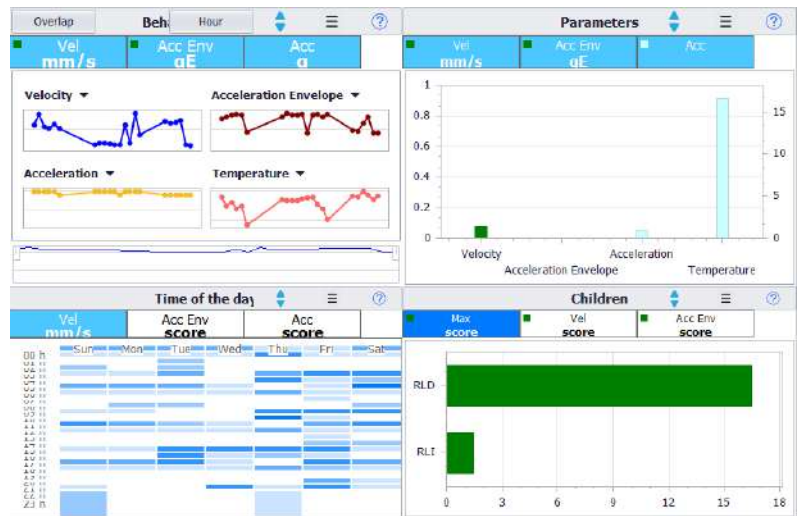 Overlap
Hour
Parameters
Vel
mm/s
Acc Env
gE
Acc
g
Vel
mm/s
Acc Env
gE
Acc
Velocity
Acceleration Envelope
Acceleration
Temperature
1
0.8
0.6
0.4
0.2
0
15
10
5
0
Velocity
Acceleration
Acceleration Envelope
Temperature
Time of the day
Children
Vel
mm/s
Acc Env
score
Acc
score
Max
score
Vel
score
Acc Env
score
Sun Mon Tue Wed Thu Fri Sat
00 h
23 h
RLD
RLI
0 3 6 9 12 15 18